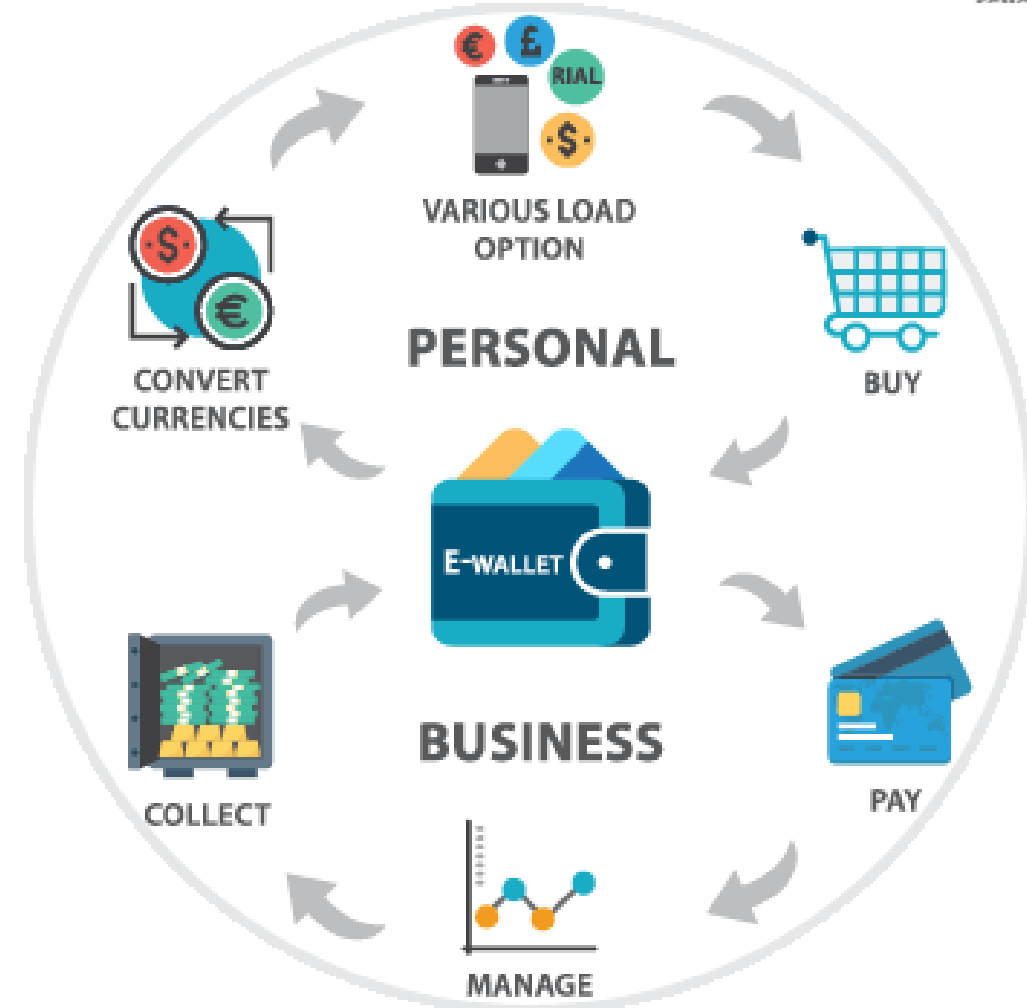 €
£
RIAL
$
VARIOUS LOAD
OPTION
$
€
CONVERT
CURRENCIES
PERSONAL
BUY
E-WALLET
BUSINESS
COLLECT
PAY
MANAGE